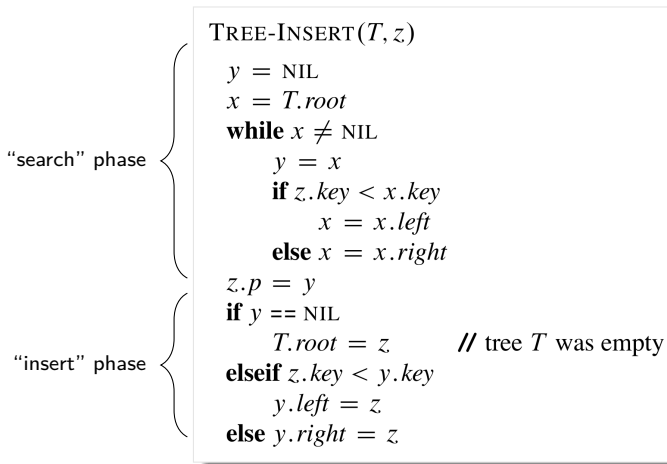 TREE-INSERT(T, z)
y = NIL
x = T.root
while x ≠ NIL
y = x
if z.key < x.key
x = x.left
else x = x.right
“search” phase
z.p = y
if y == NIL
T.root = z // tree T was empty
elseif z.key < y.key
y.left = z
else y.right = z
“insert” phase